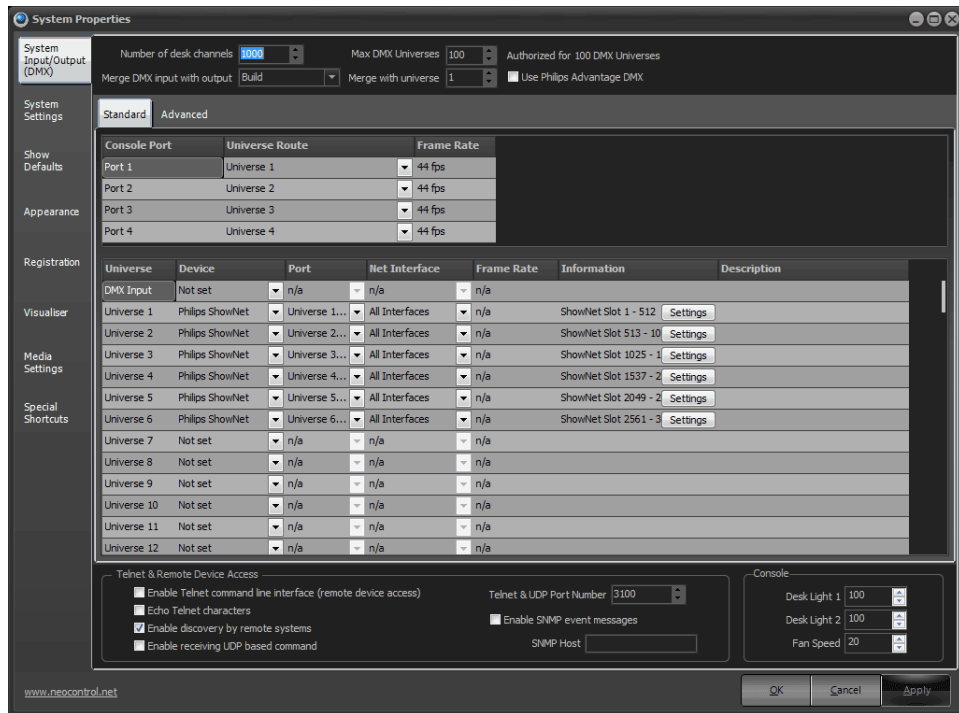 System Properties
System Input/Output (DMX)
System Settings
Show Defaults
Appearance
Registration
Visualiser
Media Settings
Special Shortcuts
Number of desk channels 1000 Max DMX Universes 100 Authorized for 100 DMX Universes
Merge DMX input with output Build Merge with universe 1 Use Philips Advantage DMX
Standard Advanced
Console Port Universe Route Frame Rate
Port 1 Universe 1 44 fps
Port 2 Universe 2 44 fps
Port 3 Universe 3 44 fps
Port 4 Universe 4 44 fps
Universe Device Port Net Interface Frame Rate Information Description
DMX Input Not set n/a n/a n/a
Universe 1 Philips ShowNet Universe 1... All Interfaces n/a ShowNet Slot 1 - 512 Settings
Universe 2 Philips ShowNet Universe 2... All Interfaces n/a ShowNet Slot 513 - 10 Settings
Universe 3 Philips ShowNet Universe 3... All Interfaces n/a ShowNet Slot 1025 - 1 Settings
Universe 4 Philips ShowNet Universe 4... All Interfaces n/a ShowNet Slot 1537 - 2 Settings
Universe 5 Philips ShowNet Universe 5... All Interfaces n/a ShowNet Slot 2049 - 2 Settings
Universe 6 Philips ShowNet Universe 6... All Interfaces n/a ShowNet Slot 2561 - 3 Settings
Universe 7 Not set n/a n/a n/a
Universe 8 Not set n/a n/a n/a
Universe 9 Not set n/a n/a n/a
Universe 10 Not set n/a n/a n/a
Universe 11 Not set n/a n/a n/a
Universe 12 Not set n/a n/a n/a
Telnet & Remote Device Access
Enable Telnet command line interface (remote device access)
Echo Telnet characters
Enable discovery by remote systems
Enable receiving UDP based command
Telnet & UDP Port Number 3100
Enable SNMP event messages
SNMP Host
Console
Desk Light 1 100
Desk Light 2 100
Fan Speed 20
www.neocontrol.net
OK Cancel Apply